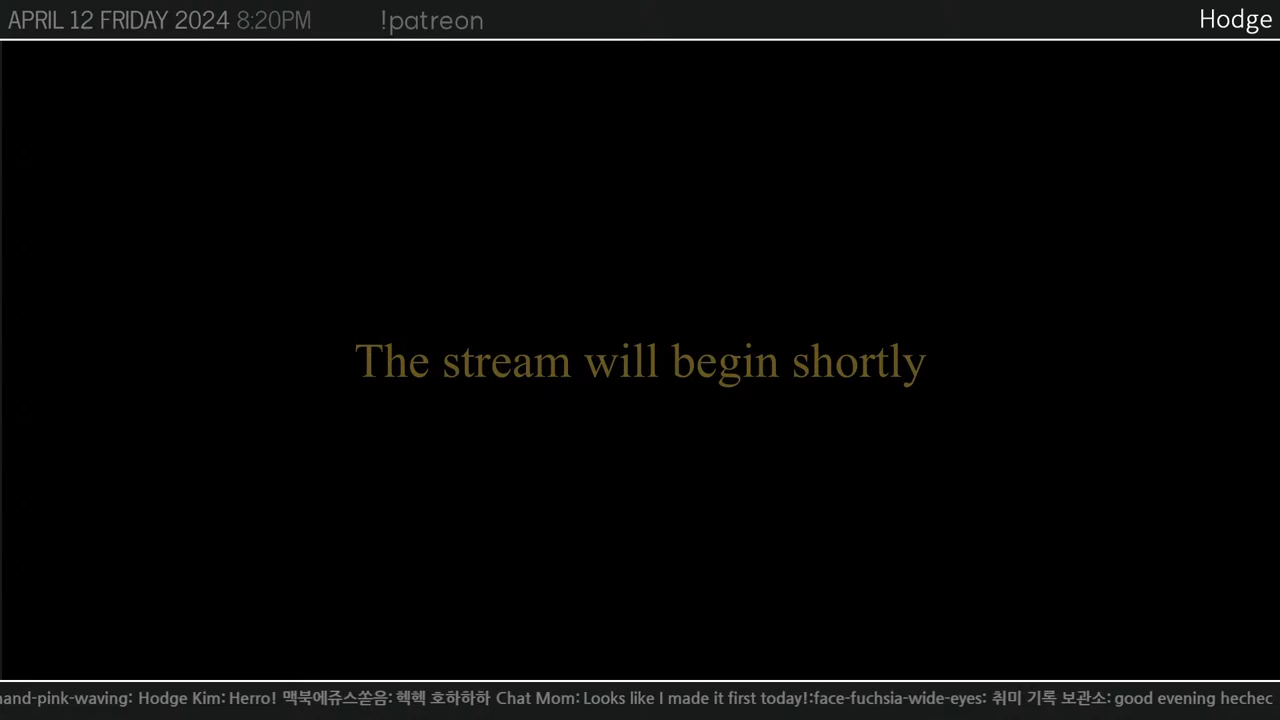 APRIL 12 FRIDAY 2024 8:20PM !patreon Hodge
The stream will begin shortly
hand-pink-waving: Hodge Kim: Herro! 맥북에쥬스쏟음: 헥헥 호하하하 Chat Mom: Looks like I made it first today!:face-fuchsia-wide-eyes: 취미 기록 보관소: good evening hechec